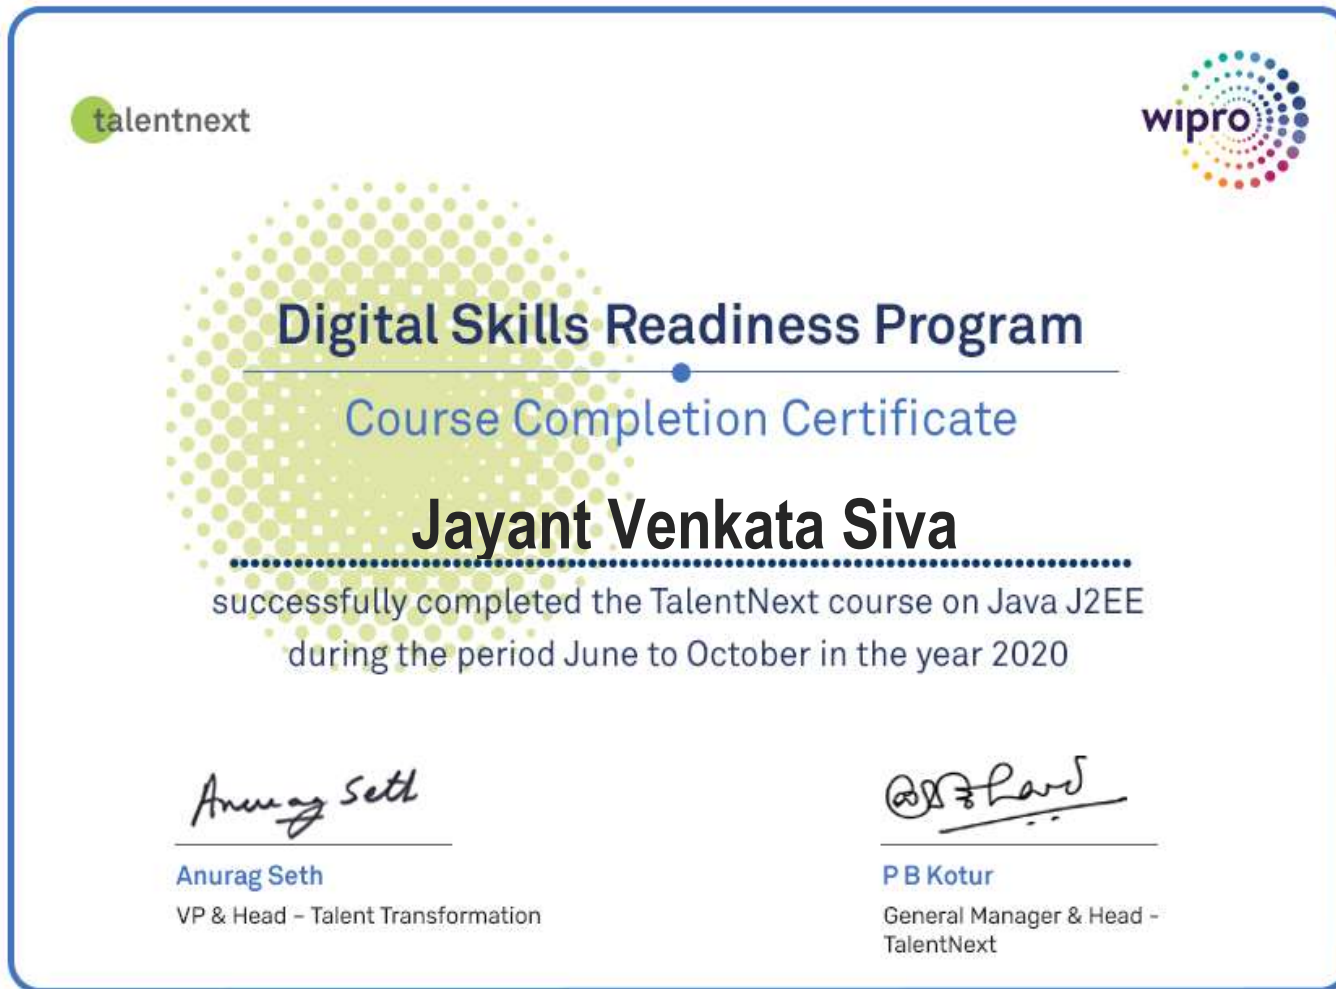 talentnext
wipro
Digital Skills Readiness Program
Course Completion Certificate
Jayant Venkata Siva
successfully completed the TalentNext course on Java J2EE
during the period June to October in the year 2020
Anurag Seth
Anurag Seth
P B Kotur
VP & Head – Talent Transformation
General Manager & Head -
TalentNext